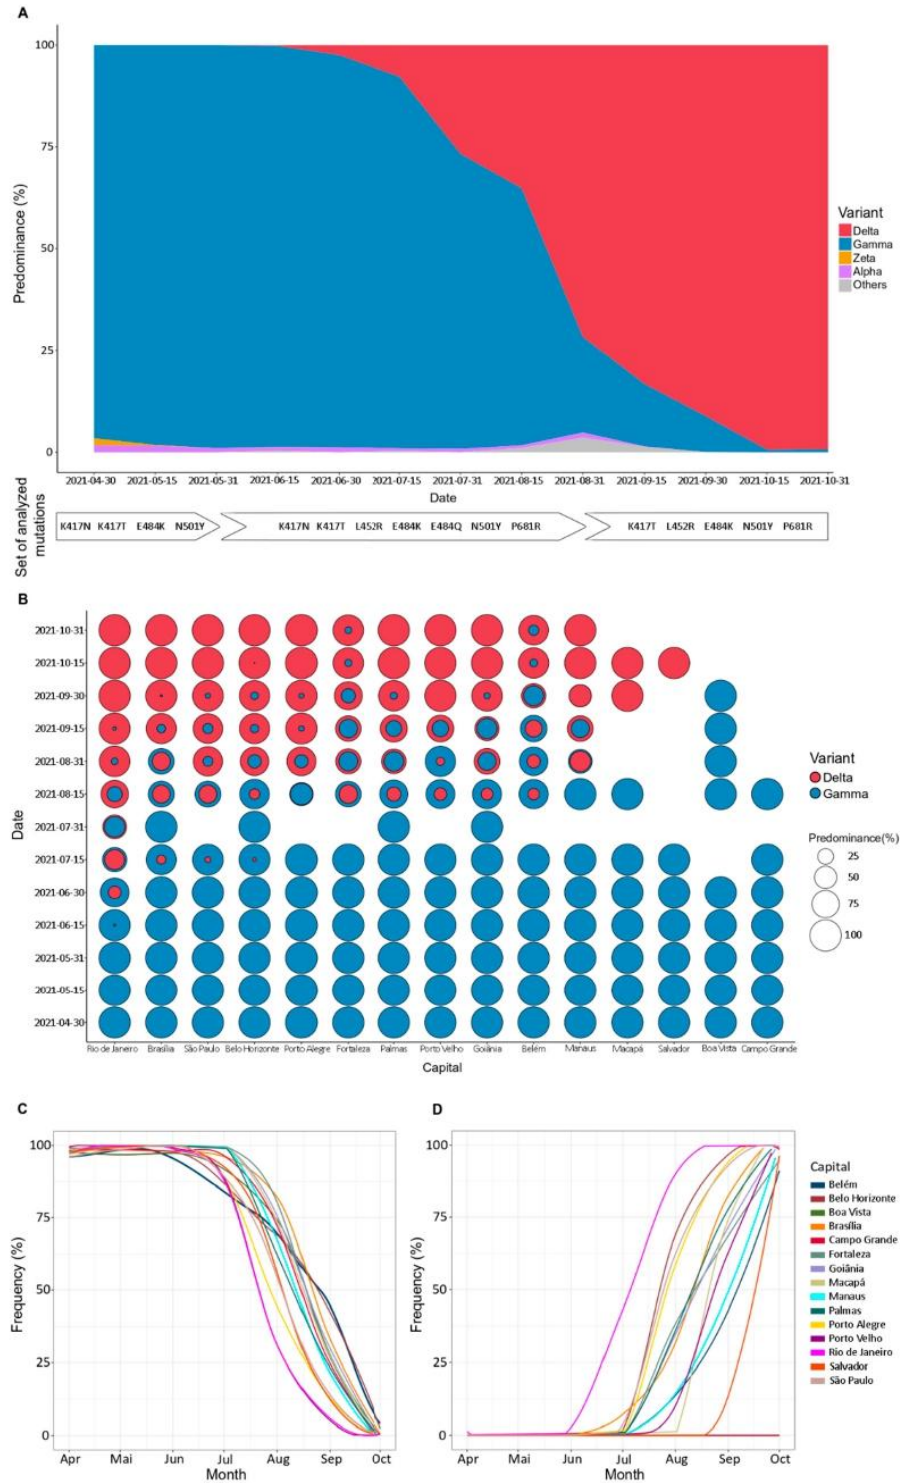 A
100
75
50
25
0
Predominance (%)
2021-04-30 2021-05-15 2021-05-31 2021-06-15 2021-06-30 2021-07-15 2021-07-31 2021-08-15 2021-08-31 2021-09-15 2021-09-30 2021-10-15 2021-10-31
Date
Variant
Delta
Gamma
Zeta
Alpha
Others
Set of analyzed
mutations
K417N K417T E484K N501Y
K417N K417T L452R E484K E484Q N501Y P681R
K417T L452R E484K N501Y P681R
B
2021-10-31
2021-10-15
2021-09-30
2021-09-15
2021-08-31
2021-08-15
2021-07-31
2021-07-15
2021-06-30
2021-06-15
2021-05-31
2021-05-15
2021-04-30
Date
Rio de Janeiro Brasília São Paulo Belo Horizonte Porto Alegre Fortaleza Palmas Porto Velho Goiânia Belém Manaus Macapá Salvador Boa Vista Campo Grande
Capital
Variant
Delta
Gamma
Predominance(%)
25
50
75
100
C
100
75
50
25
0
Frequency (%)
Apr Mai Jun Jul Aug Sep Oct
Month
D
100
75
50
25
0
Frequency (%)
Apr Mai Jun Jul Aug Sep Oct
Month
Capital
Belém
Belo Horizonte
Boa Vista
Brasília
Campo Grande
Fortaleza
Goiânia
Macapá
Manaus
Palmas
Porto Alegre
Porto Velho
Rio de Janeiro
Salvador
São Paulo